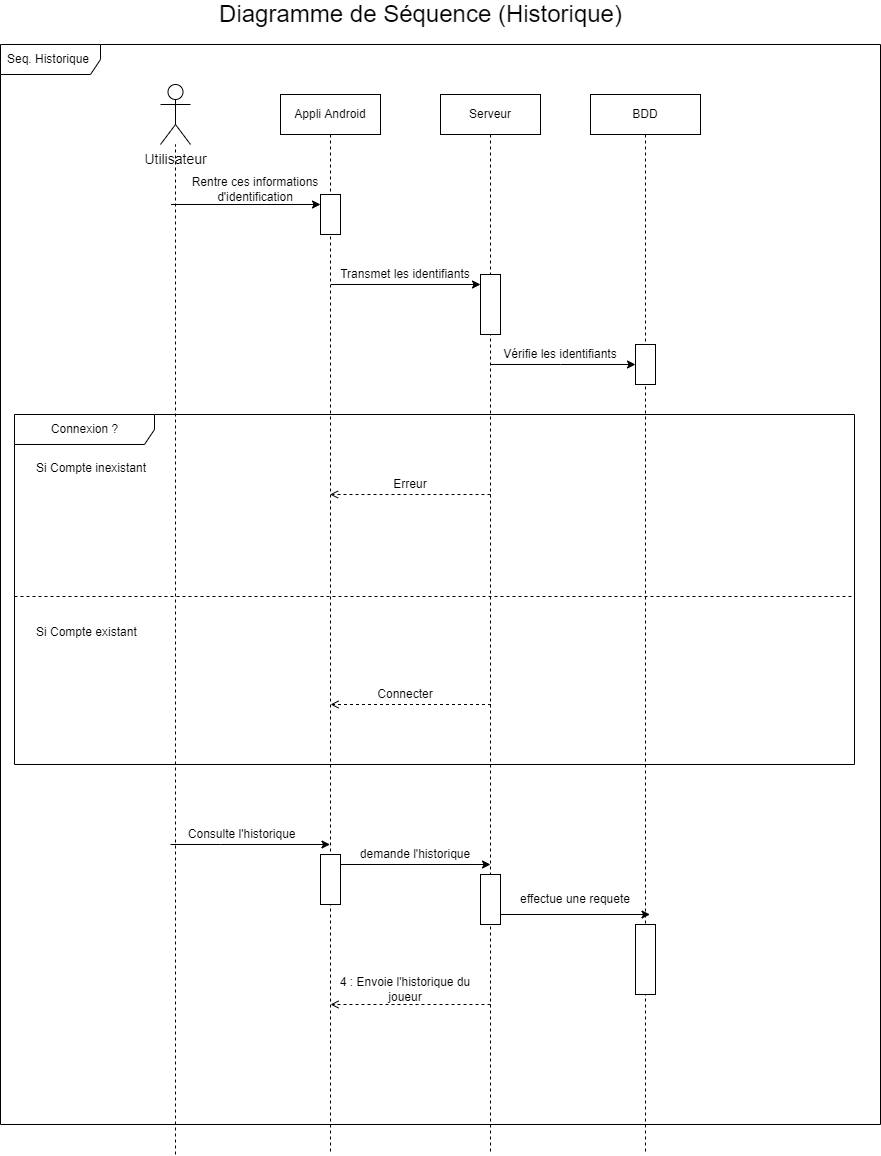 Diagramme de Séquence (Historique)
Seq. Historique
Appli Android
Serveur
BDD
Utilisateur
Rentre ces informations
d'identification
Transmet les identifiants
Vérifie les identifiants
Connexion ?
Si Compte inexistant
Erreur
Si Compte existant
Connecter
Consulte l'historique
demande l'historique
effectue une requete
4 : Envoie l'historique du
joueur